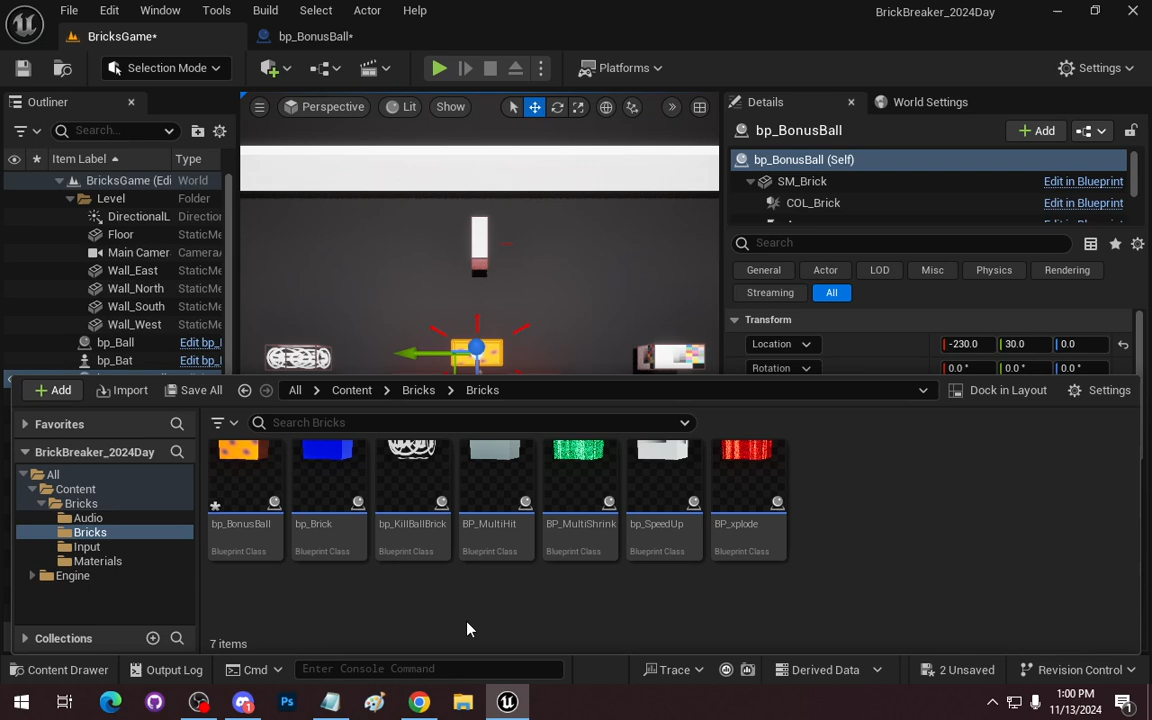 File Edit Window Tools Build Select Actor Help
BrickBreaker_2024Day
BricksGame*
bp_BonusBall*
Selection Mode
Platforms
Settings
Outliner
Perspective
Lit
Show
Details
World Settings
Search...
bp_BonusBall
Add
Item Label
Type
bp_BonusBall (Self)
BricksGame (Edi World
SM_Brick
Edit in Blueprint
Level Folder
COL_Brick
Edit in Blueprint
DirectionalL Direction
Floor StaticMe
Search
Main Camer Camera
Wall_East StaticMe
General Actor LOD Misc Physics Rendering
Wall_North StaticMe
Streaming All
Wall_South StaticMe
Transform
Wall_West StaticMe
bp_Ball Edit bp_
Location -230.0 30.0 0.0
bp_Bat Edit bp_
Rotation 0.0° 0.0° 0.0°
Add
Import
Save All
All
Content
Bricks
Bricks
Dock in Layout
Settings
Favorites
Search Bricks
BrickBreaker_2024Day
All
Content
Bricks
Audio
Bricks
Input
Materials
Engine
bp_BonusBall
bp_Brick
bp_KillBallBrick
BP_MultiHit
BP_MultiShrink
bp_SpeedUp
BP_xplode
Blueprint Class
Blueprint Class
Blueprint Class
Blueprint Class
Blueprint Class
Blueprint Class
Blueprint Class
Collections
7 items
Content Drawer
Output Log
Cmd
Enter Console Command
Trace
Derived Data
2 Unsaved
Revision Control
Ps
1:00 PM
11/13/2024
1